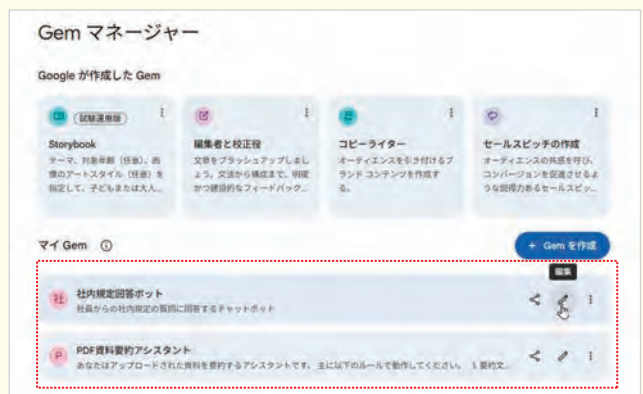 Gem マネージャー
Google が作成した Gem
試験運用版
Storybook
テーマ、対象年齢（任意）、画
像のアートスタイル（任意）を
指定して、子どもまたは大人...
編集者と校正役
文章をブラッシュアップしまし
ょう。文法から構成まで、明確
かつ建設的なフィードバック...
コピーライター
オーディエンスを引き付けるブ
ランド コンテンツを作成す
る。
セールスピッチの作成
オーディエンスの共感を呼び、
コンバージョンを促進させるよ
うな説得力あるセールスピッ...
マイ Gem
+ Gem を作成
編集
社
社内規定回答ボット
社員からの社内規定の質問に回答するチャットボット
P
PDF資料要約アシスタント
あなたはアップロードされた資料を要約するアシスタントです。 主に以下のルールで動作してください。 1. 要約文...